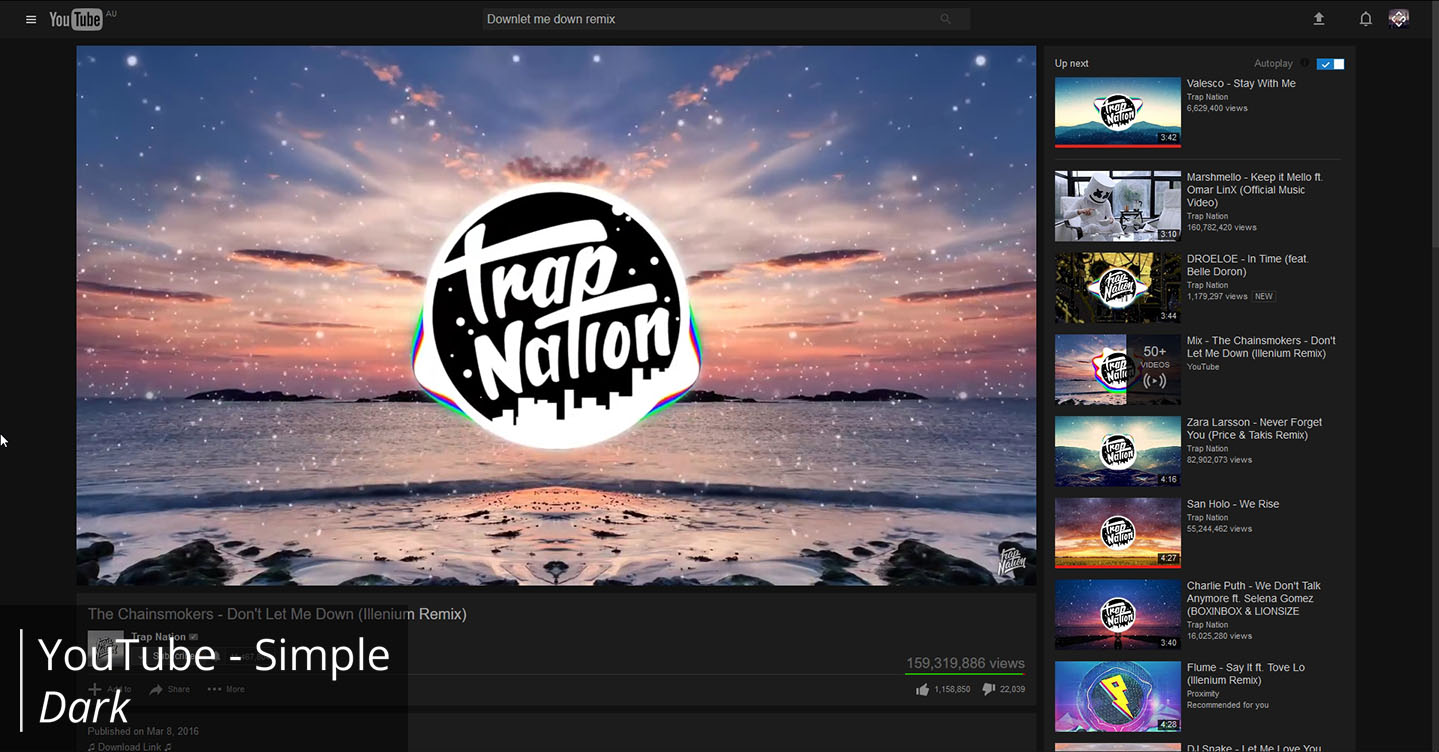 YouTube AU
Downlet me down remix
Trap
Nation
Trap
Nation
The Chainsmokers - Don't Let Me Down (Illenium Remix)
Trap Nation
YouTube - Simple
Dark
159,319,886 views
Add to
Share
More
1,158,850
22,039
Published on Mar 8, 2016
♫ Download Link ♫
Up next
Autoplay
Valesco - Stay With Me
Trap Nation
6,629,400 views
3:42
Marshmello - Keep it Mello ft.
Omar LinX (Official Music
Video)
Trap Nation
160,782,420 views
3:10
DROELOE - In Time (feat.
Belle Doron)
Trap Nation
1,179,297 views NEW
3:44
Mix - The Chainsmokers - Don't
Let Me Down (Illenium Remix)
YouTube
50+
VIDEOS
Zara Larsson - Never Forget
You (Price & Takis Remix)
Trap Nation
82,902,073 views
4:16
San Holo - We Rise
Trap Nation
55,244,462 views
4:27
Charlie Puth - We Don't Talk
Anymore ft. Selena Gomez
(BOXINBOX & LIONSIZE
Trap Nation
16,025,280 views
3:40
Flume - Say It ft. Tove Lo
(Illenium Remix)
Proximity
Recommended for you
4:28
DJ Snake - Let Me Love You